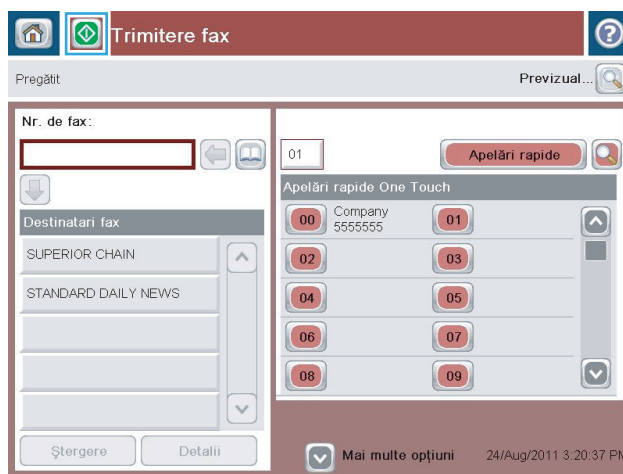 Trimitere fax
?
Pregătit
Previzual...
Nr. de fax:
01
Apelări rapide
Apelări rapide One Touch
00 Company 5555555
01
02
03
04
05
06
07
08
09
Destinatari fax
SUPERIOR CHAIN
STANDARD DAILY NEWS
Ştergere
Detalii
Mai multe opţiuni
24/Aug/2011 3:20:37 PM